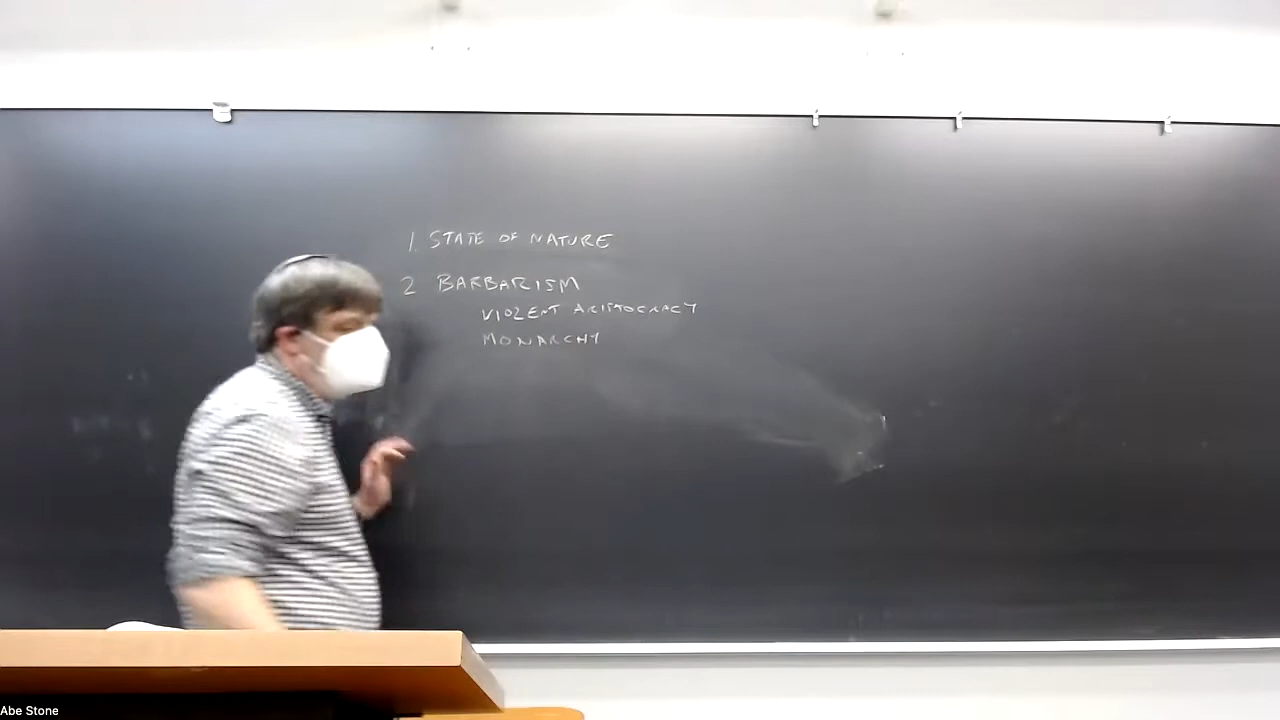 1. STATE OF NATURE
2 BARBARISM
VIOLENT ARISTOCRACY
MONARCHY
Abe Stone